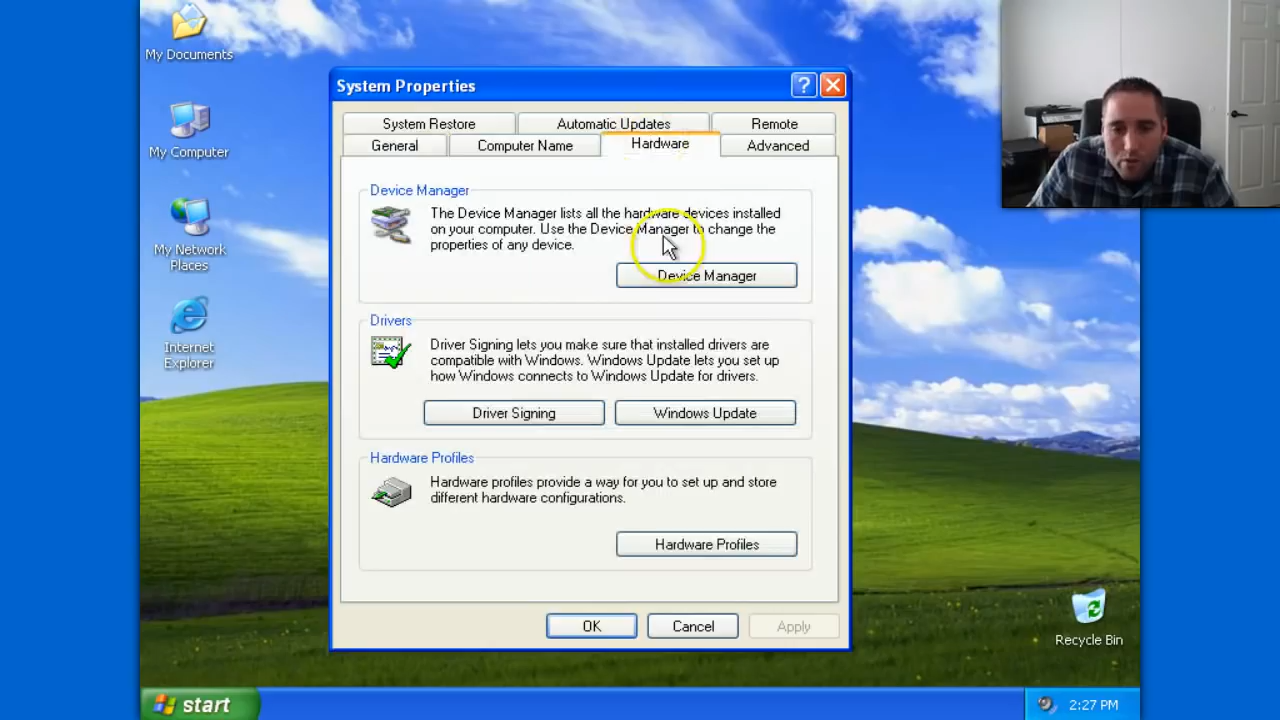 My Documents
My Computer
My Network
Places
Internet
Explorer
System Properties
System Restore
Automatic Updates
Remote
General
Computer Name
Hardware
Advanced
Device Manager
The Device Manager lists all the hardware devices installed
on your computer. Use the Device Manager to change the
properties of any device.
Device Manager
Drivers
Driver Signing lets you make sure that installed drivers are
compatible with Windows. Windows Update lets you set up
how Windows connects to Windows Update for drivers.
Driver Signing
Windows Update
Hardware Profiles
Hardware profiles provide a way for you to set up and store
different hardware configurations.
Hardware Profiles
OK
Cancel
Apply
Recycle Bin
start
2:27 PM